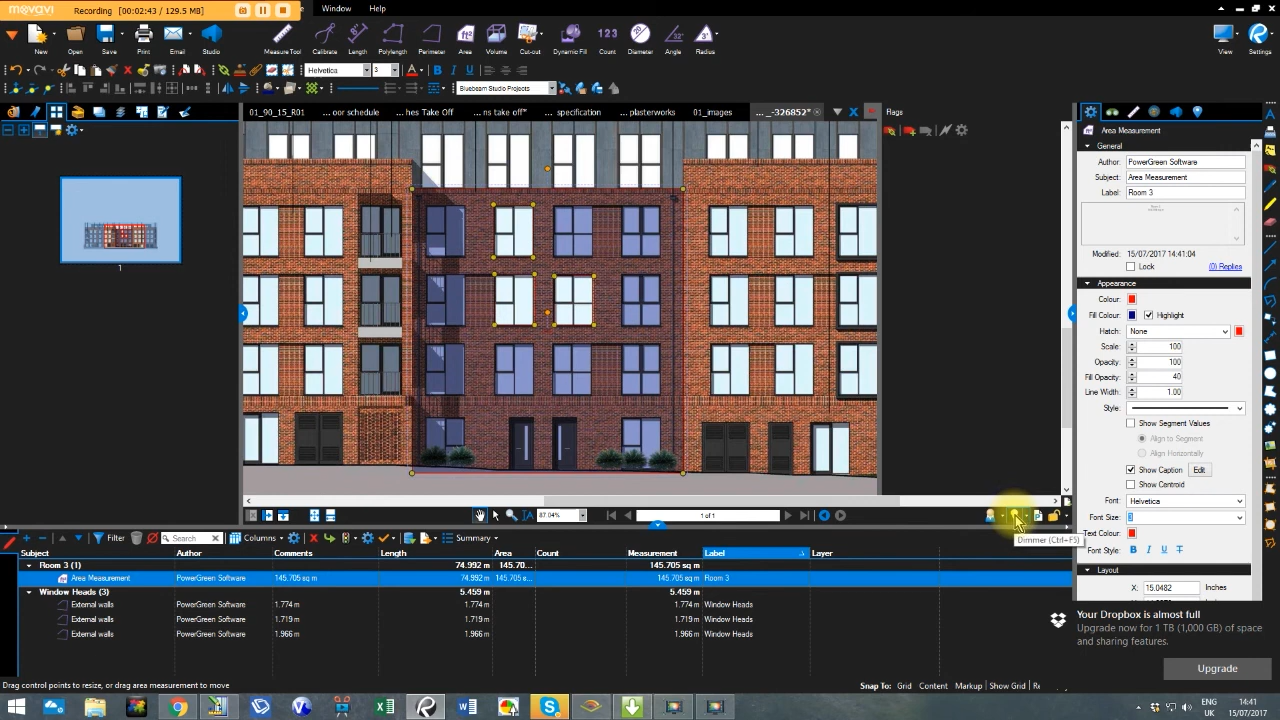 movavi Recording (00:02:43 / 129.5 MB) Window Help
New Open Save Print Email Studio Measure Tool Calibrate Length Polylength Perimeter Area Volume Cut-out Dynamic Fill Count Diameter Angle Radius View Settings
Helvetica 3 A B I U
Bluebeam Studio Projects
01_90_15_R01 ... oor schedule ... hes Take Off ... ns take off* ... specification ... plasterworks 01_images ... _-326852* Flags
Area Measurement
General
Author: PowerGreen Software
Subject: Area Measurement
Label: Room 3
Modified: 15/07/2017 14:41:04
Lock (0) Replies
1
Appearance
Colour:
Fill Colour: Highlight
Hatch: None
Scale: 100
Opacity: 100
Fill Opacity: 40
Line Width: 1.00
Style:
Show Segment Values
Align to Segment
Align Horizontally
Show Caption Edit
Show Centroid
Font: Helvetica
Font Size: 3
Text Colour:
Font Style: B I U T
Layout
X: 15.0482 Inches
87.04% 1 of 1
Dimmer (Ctrl+F5)
Filter Search Columns Summary
Subject Author Comments Length Area Count Measurement Label Layer
Room 3 (1) 74.992 m 145.70... 145.705 sq m
Area Measurement PowerGreen Software 145.705 sq m 74.992 m 145.705 s... 145.705 sq m Room 3
Window Heads (3) 5.459 m 5.459 m
External walls PowerGreen Software 1.774 m 1.774 m 1.774 m Window Heads
External walls PowerGreen Software 1.719 m 1.719 m 1.719 m Window Heads
External walls PowerGreen Software 1.966 m 1.966 m 1.966 m Window Heads
Your Dropbox is almost full
Upgrade now for 1 TB (1,000 GB) of space
and sharing features.
Upgrade
Drag control points to resize, or drag area measurement to move Snap To: Grid Content Markup Show Grid Re
ENG 14:41
UK 15/07/2017